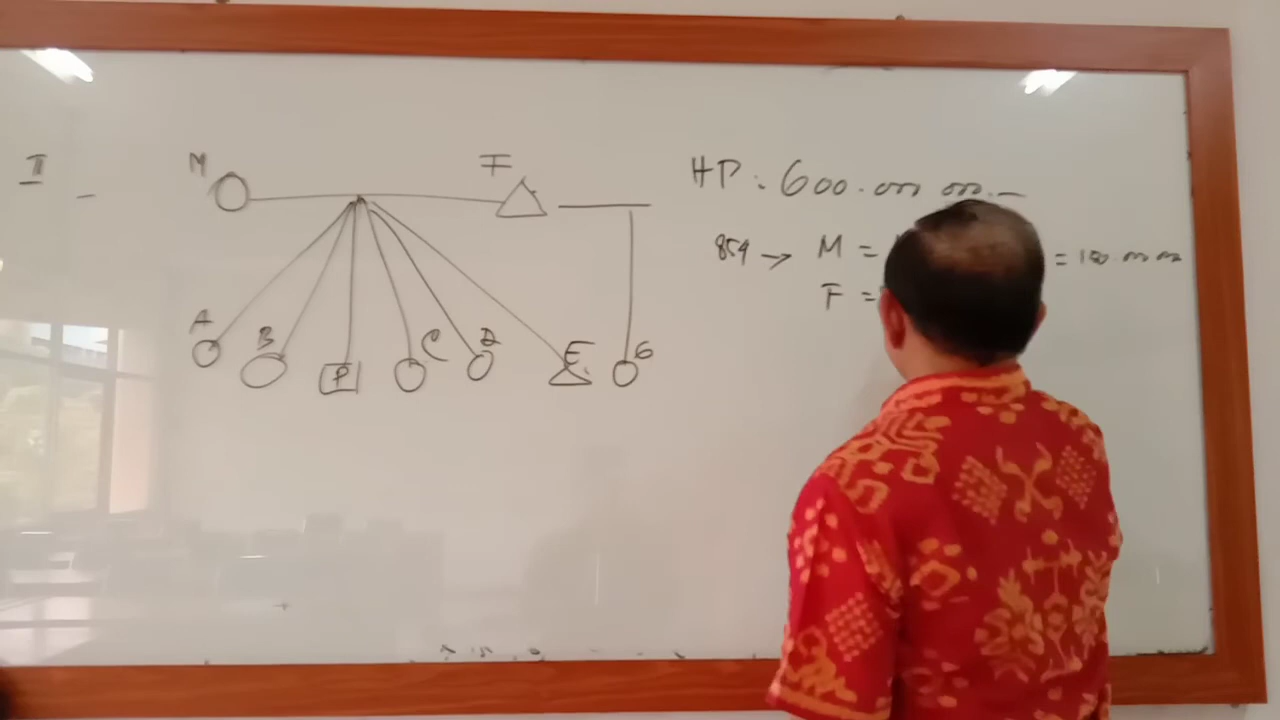 II -
M F
A B P C D E G
HP : 600.000.000.-
854 → M =
= 150.000.000
F =